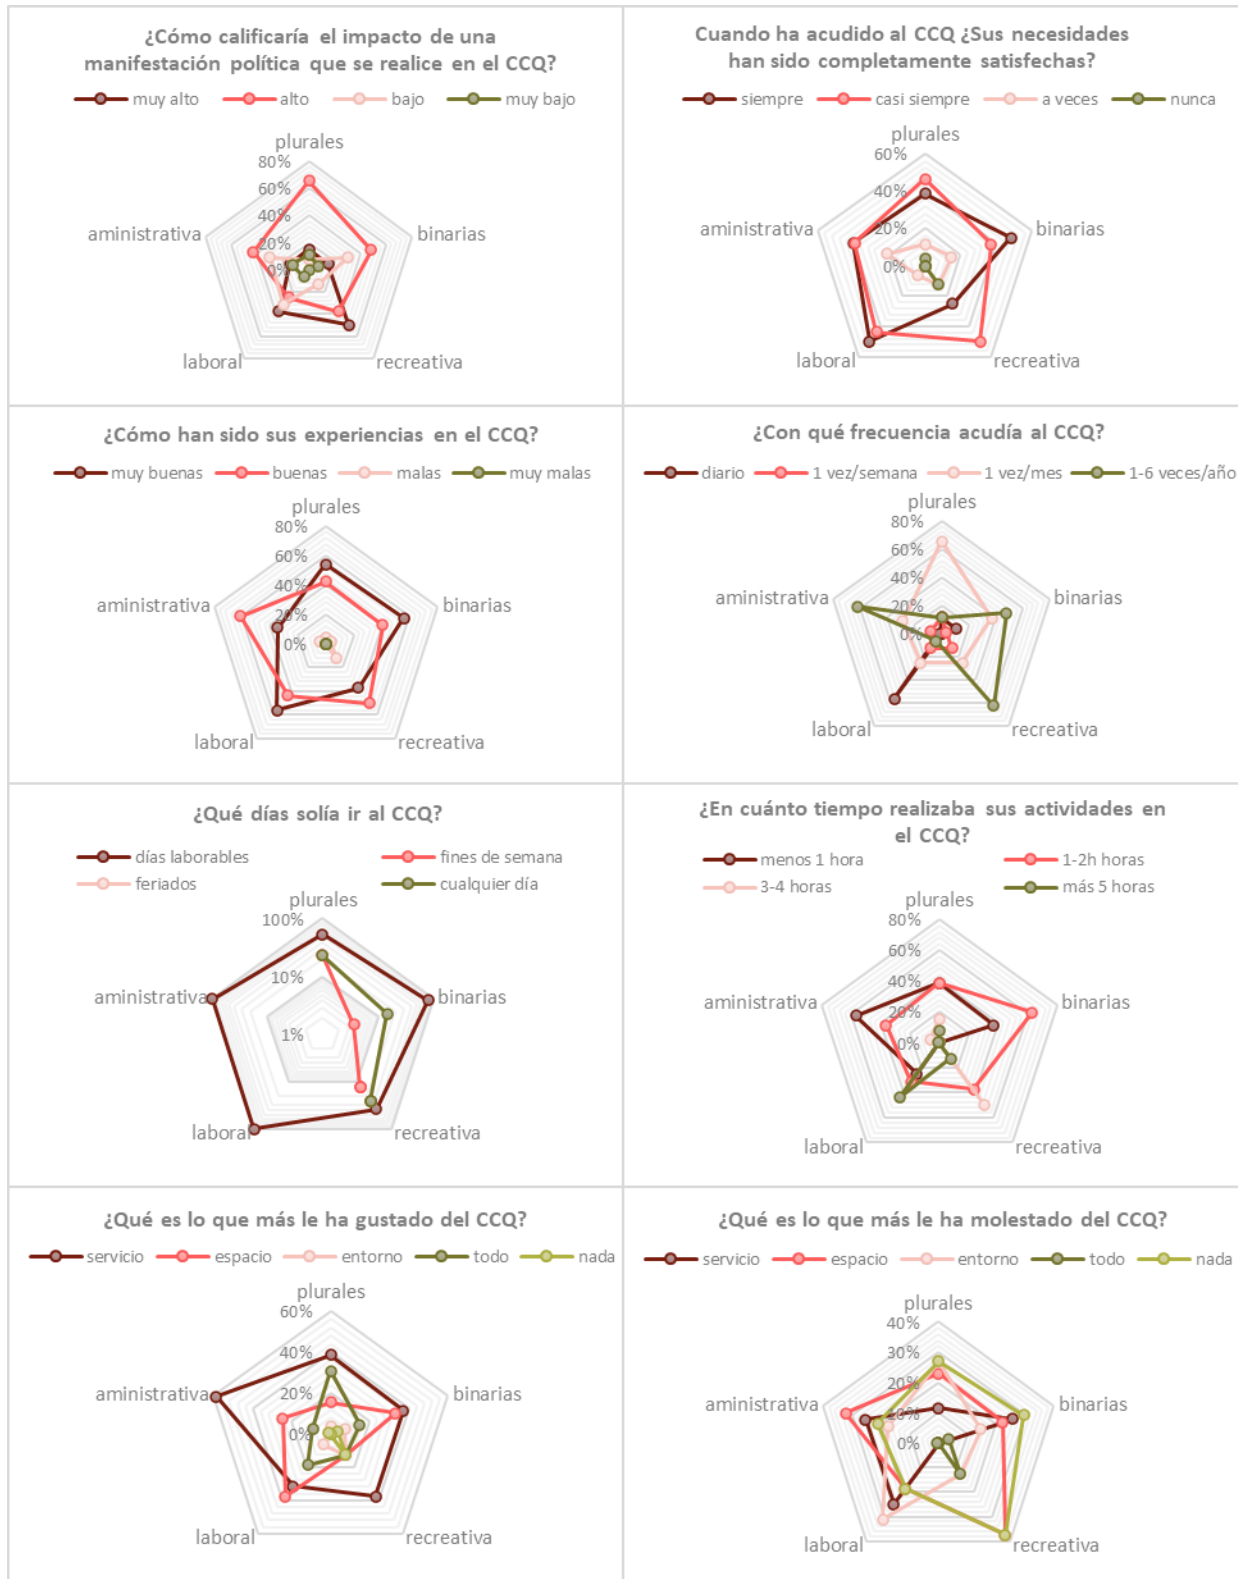 ¿Cómo calificaría el impacto de una
manifestación política que se realice en el CCQ?
muy alto alto bajo muy bajo
plurales
80%
60%
40%
20%
0%
aministrativa
binarias
laboral
recreativa
Cuando ha acudido al CCQ ¿Sus necesidades
han sido completamente satisfechas?
siempre casi siempre a veces nunca
plurales
60%
40%
20%
0%
aministrativa
binarias
laboral
recreativa
¿Cómo han sido sus experiencias en el CCQ?
muy buenas buenas malas muy malas
plurales
80%
60%
40%
20%
0%
aministrativa
binarias
laboral
recreativa
¿Con qué frecuencia acudía al CCQ?
diario 1 vez/semana 1 vez/mes 1-6 veces/año
plurales
80%
60%
40%
20%
0%
aministrativa
binarias
laboral
recreativa
¿Qué días solía ir al CCQ?
días laborables fines de semana
feriados cualquier día
plurales
100%
10%
1%
aministrativa
binarias
laboral
recreativa
¿En cuánto tiempo realizaba sus actividades en
el CCQ?
menos 1 hora 1-2h horas
3-4 horas más 5 horas
plurales
80%
60%
40%
20%
0%
aministrativa
binarias
laboral
recreativa
¿Qué es lo que más le ha gustado del CCQ?
servicio espacio entorno todo nada
plurales
60%
40%
20%
0%
aministrativa
binarias
laboral
recreativa
¿Qué es lo que más le ha molestado del CCQ?
servicio espacio entorno todo nada
plurales
40%
30%
20%
10%
0%
aministrativa
binarias
laboral
recreativa